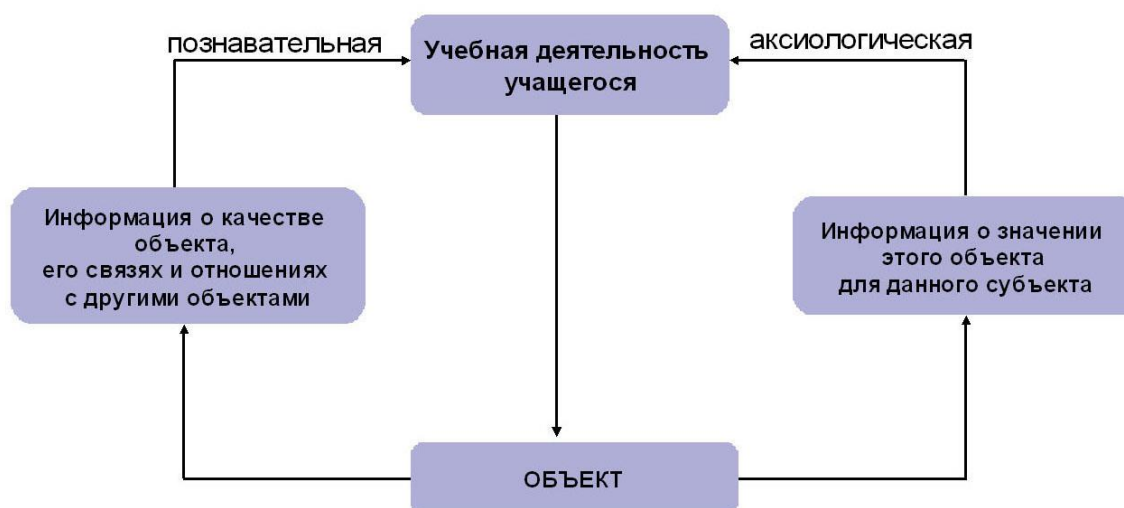 познавательная
Учебная деятельность
учащегося
аксиологическая
Информация о качестве
объекта,
его связях и отношениях
с другими объектами
Информация о значении
этого объекта
для данного субъекта
ОБЪЕКТ